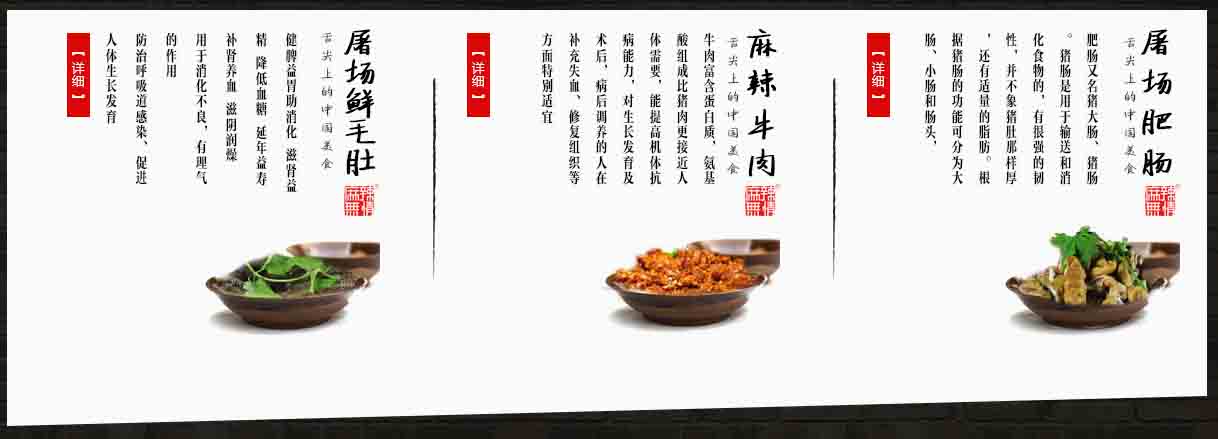 屠场肥肠
舌尖上的中国美食
肥肠又名猪大肠、猪肠
。猪肠是用于输送和消
化食物的，有很强的韧
性，并不象猪肚那样厚
，还有适量的脂肪。根
据猪肠的功能可分为大
肠、小肠和肠头，
【详细】
麻辣牛肉
舌尖上的中国美食
牛肉富含蛋白质、氨基
酸组成比猪肉更接近人
体需要，能提高机体抗
病能力，对生长发育及
术后，病后调养的人在
补充失血、修复组织等
方面特别适宜
【详细】
屠场鲜毛肚
舌尖上的中国美食
健脾益胃助消化 滋肾益
精 降低血糖 延年益寿
补肾养血 滋阴润燥
用于消化不良，有理气
的作用
防治呼吸道感染、促进
人体生长发育
【详细】